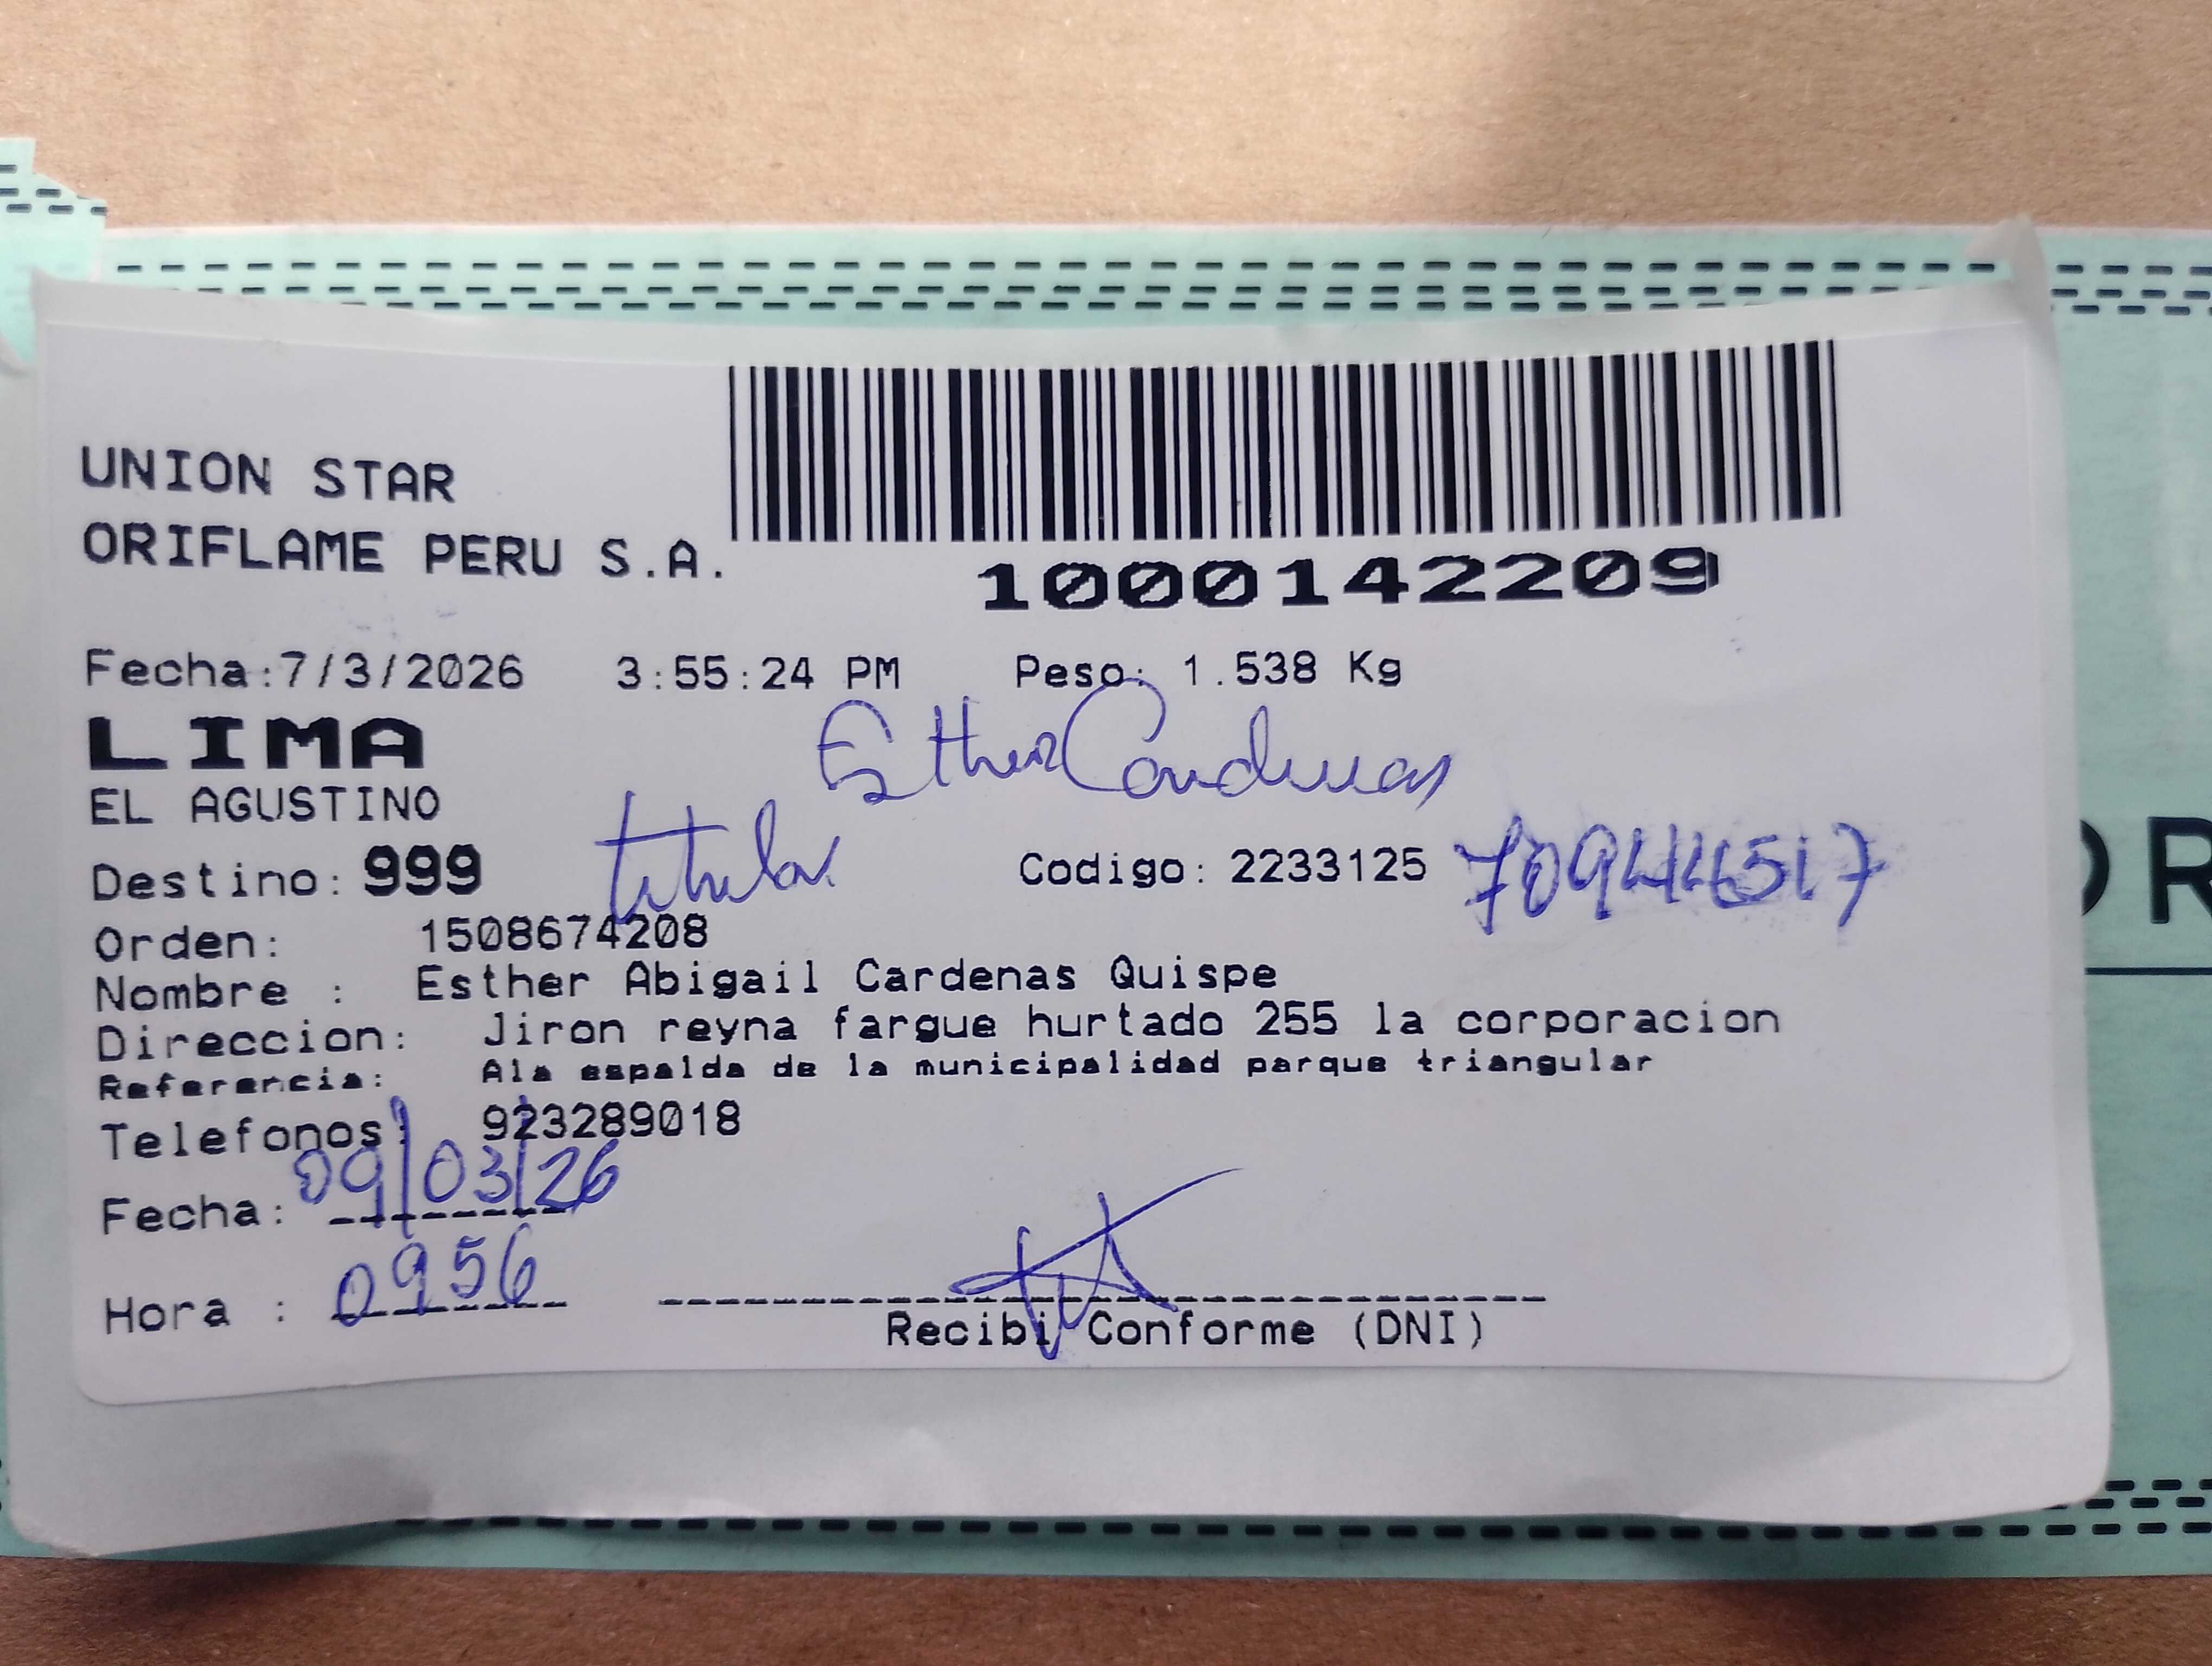 UNION STAR
ORIFLAME PERU S.A.
1000142209
Fecha:7/3/2026 3:55:24 PM Peso: 1.538 Kg
LIMA
Esther Cardenas
EL AGUSTINO
titular
Destino: 999 Codigo: 2233125
Orden: 1508674208
Nombre : Esther Abigail Cardenas Quispe
Direccion: Jiron reyna fargue hurtado 255 la corporacion
Referencia: Ala espalda de la municipalidad parque triangular
Telefonos: 923289018
Fecha: 09/03/26
Hora : 0956
Recibi Conforme (DNI)